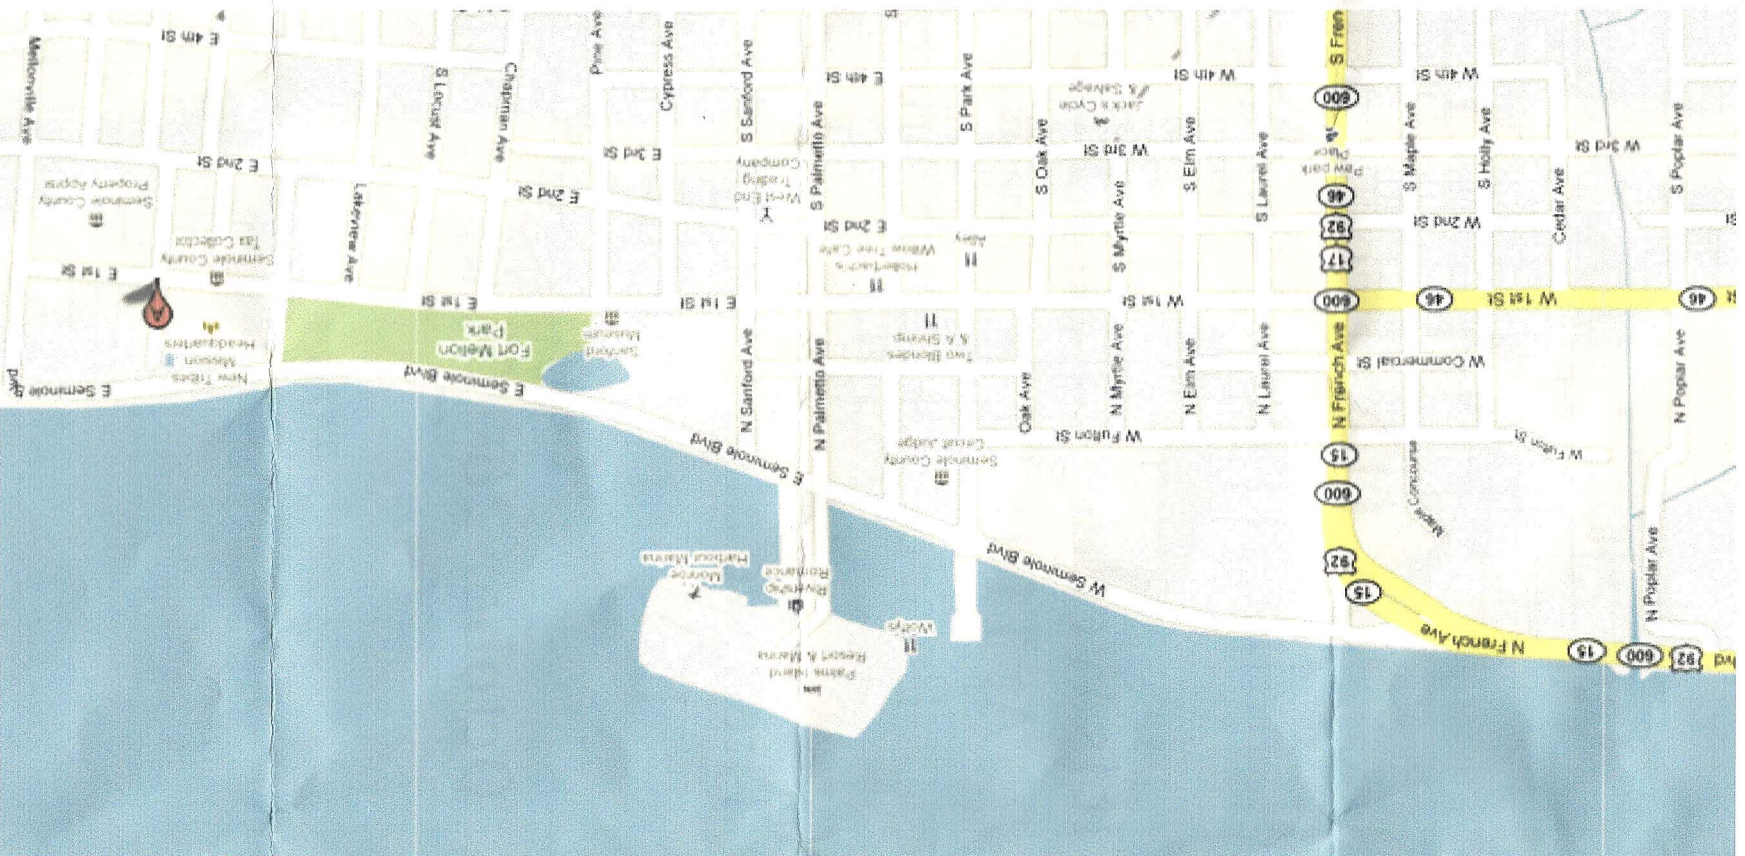 92
600
15
N French Ave
Blvd
N Poplar Ave
15
92
Palms Island
Resort & Marina
Wolfys
Rivership
Romance
Monroe
Harbour Marina
W Seminole Blvd
Maple Concourse
600
15
W Fulton St
W Fulton St
Seminole County
Circuit Judge
E Seminole Blvd
N Poplar Ave
W Commercial St
N French Ave
N Laurel Ave
N Elm Ave
N Myrtle Ave
Oak Ave
Two Blondes
& A Shrimp
N Palmetto Ave
N Sanford Ave
E Seminole Blvd
E Seminole Blvd
Sanford
Museum
Fort Mellon
Park
New Tribes
Mission
Headquarters
46
W 1st St
46
600
W 1st St
E 1st St
E 1st St
E 1st St
17
92
46
Hollerbach's
Willow Tree Cafe
Alley
Seminole County
Tax Collector
Cedar Ave
W 2nd St
S Laurel Ave
S Myrtle Ave
E 2nd St
S Palmetto Ave
West End
Trading
Company
E 2nd St
Lakeview Ave
E 2nd St
Seminole County
Property Apprsr
S Poplar Ave
W 3rd St
S Holly Ave
S Maple Ave
Paw park
Place
S Elm Ave
W 3rd St
S Oak Ave
E 3rd St
Jack's Cycle
& Salvage
600
W 4th St
W 4th St
S Park Ave
E 4th St
S Sanford Ave
Cypress Ave
Pine Ave
Chapman Ave
S Locust Ave
E 4th St
Mellonville Ave
S Fren